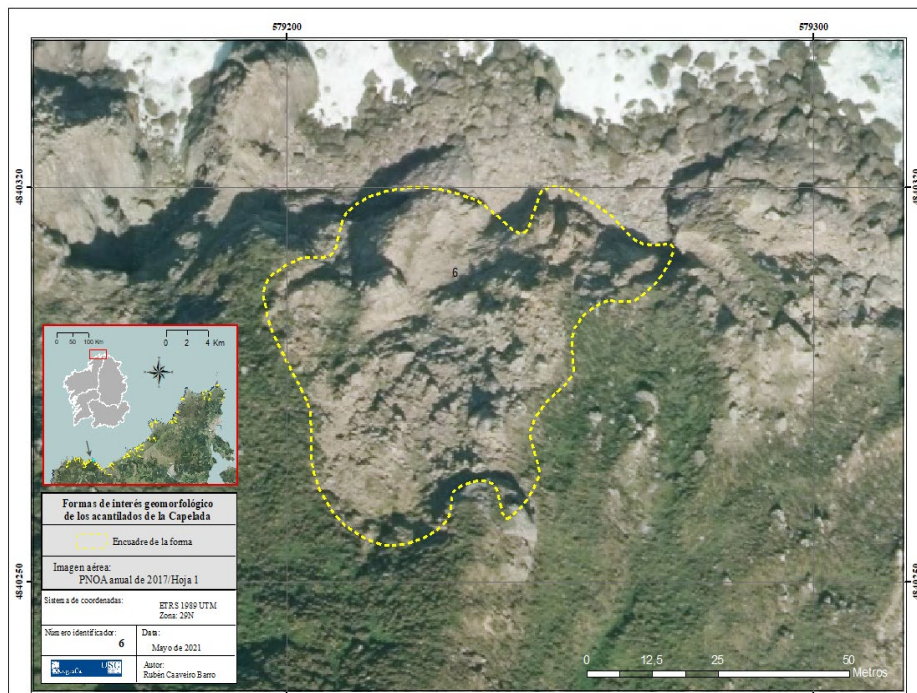 579200
579300
4840320
4840320
6
0 50 100 Km
0 2 4 Km
Formas de interés geomorfológico
de los acantilados de la Capelada
Encuadre de la forma
Imagen aérea:
PNOA anual de 2017/Hoja 1
Sistema de coordenadas:
ETRS 1989 UTM
Zona: 29N
Número identificador:
6
Data:
Mayo de 2021
USC
Autor:
Rubén Caaveiro Barro
4840250
4840250
0 12,5 25 50
Metros